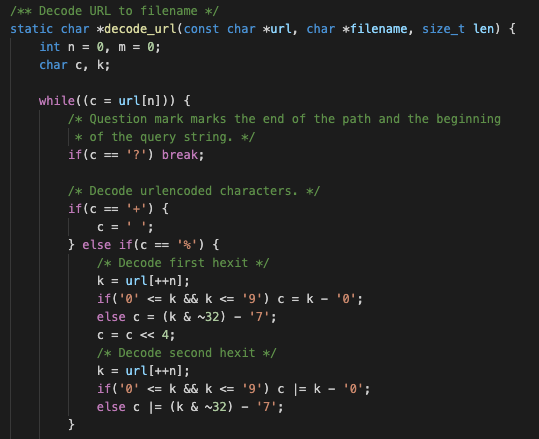 /** Decode URL to filename */
static char *decode_url(const char *url, char *filename, size_t len) {
    int n = 0, m = 0;
    char c, k;

    while((c = url[n])) {
        /* Question mark marks the end of the path and the beginning
         * of the query string. */
        if(c == '?') break;

        /* Decode urlencoded characters. */
        if(c == '+') {
            c = ' ';
        } else if(c == '%') {
            /* Decode first hexit */
            k = url[++n];
            if('0' <= k && k <= '9') c = k - '0';
            else c = (k & ~32) - '7';
            c = c << 4;
            /* Decode second hexit */
            k = url[++n];
            if('0' <= k && k <= '9') c |= k - '0';
            else c |= (k & ~32) - '7';
        }